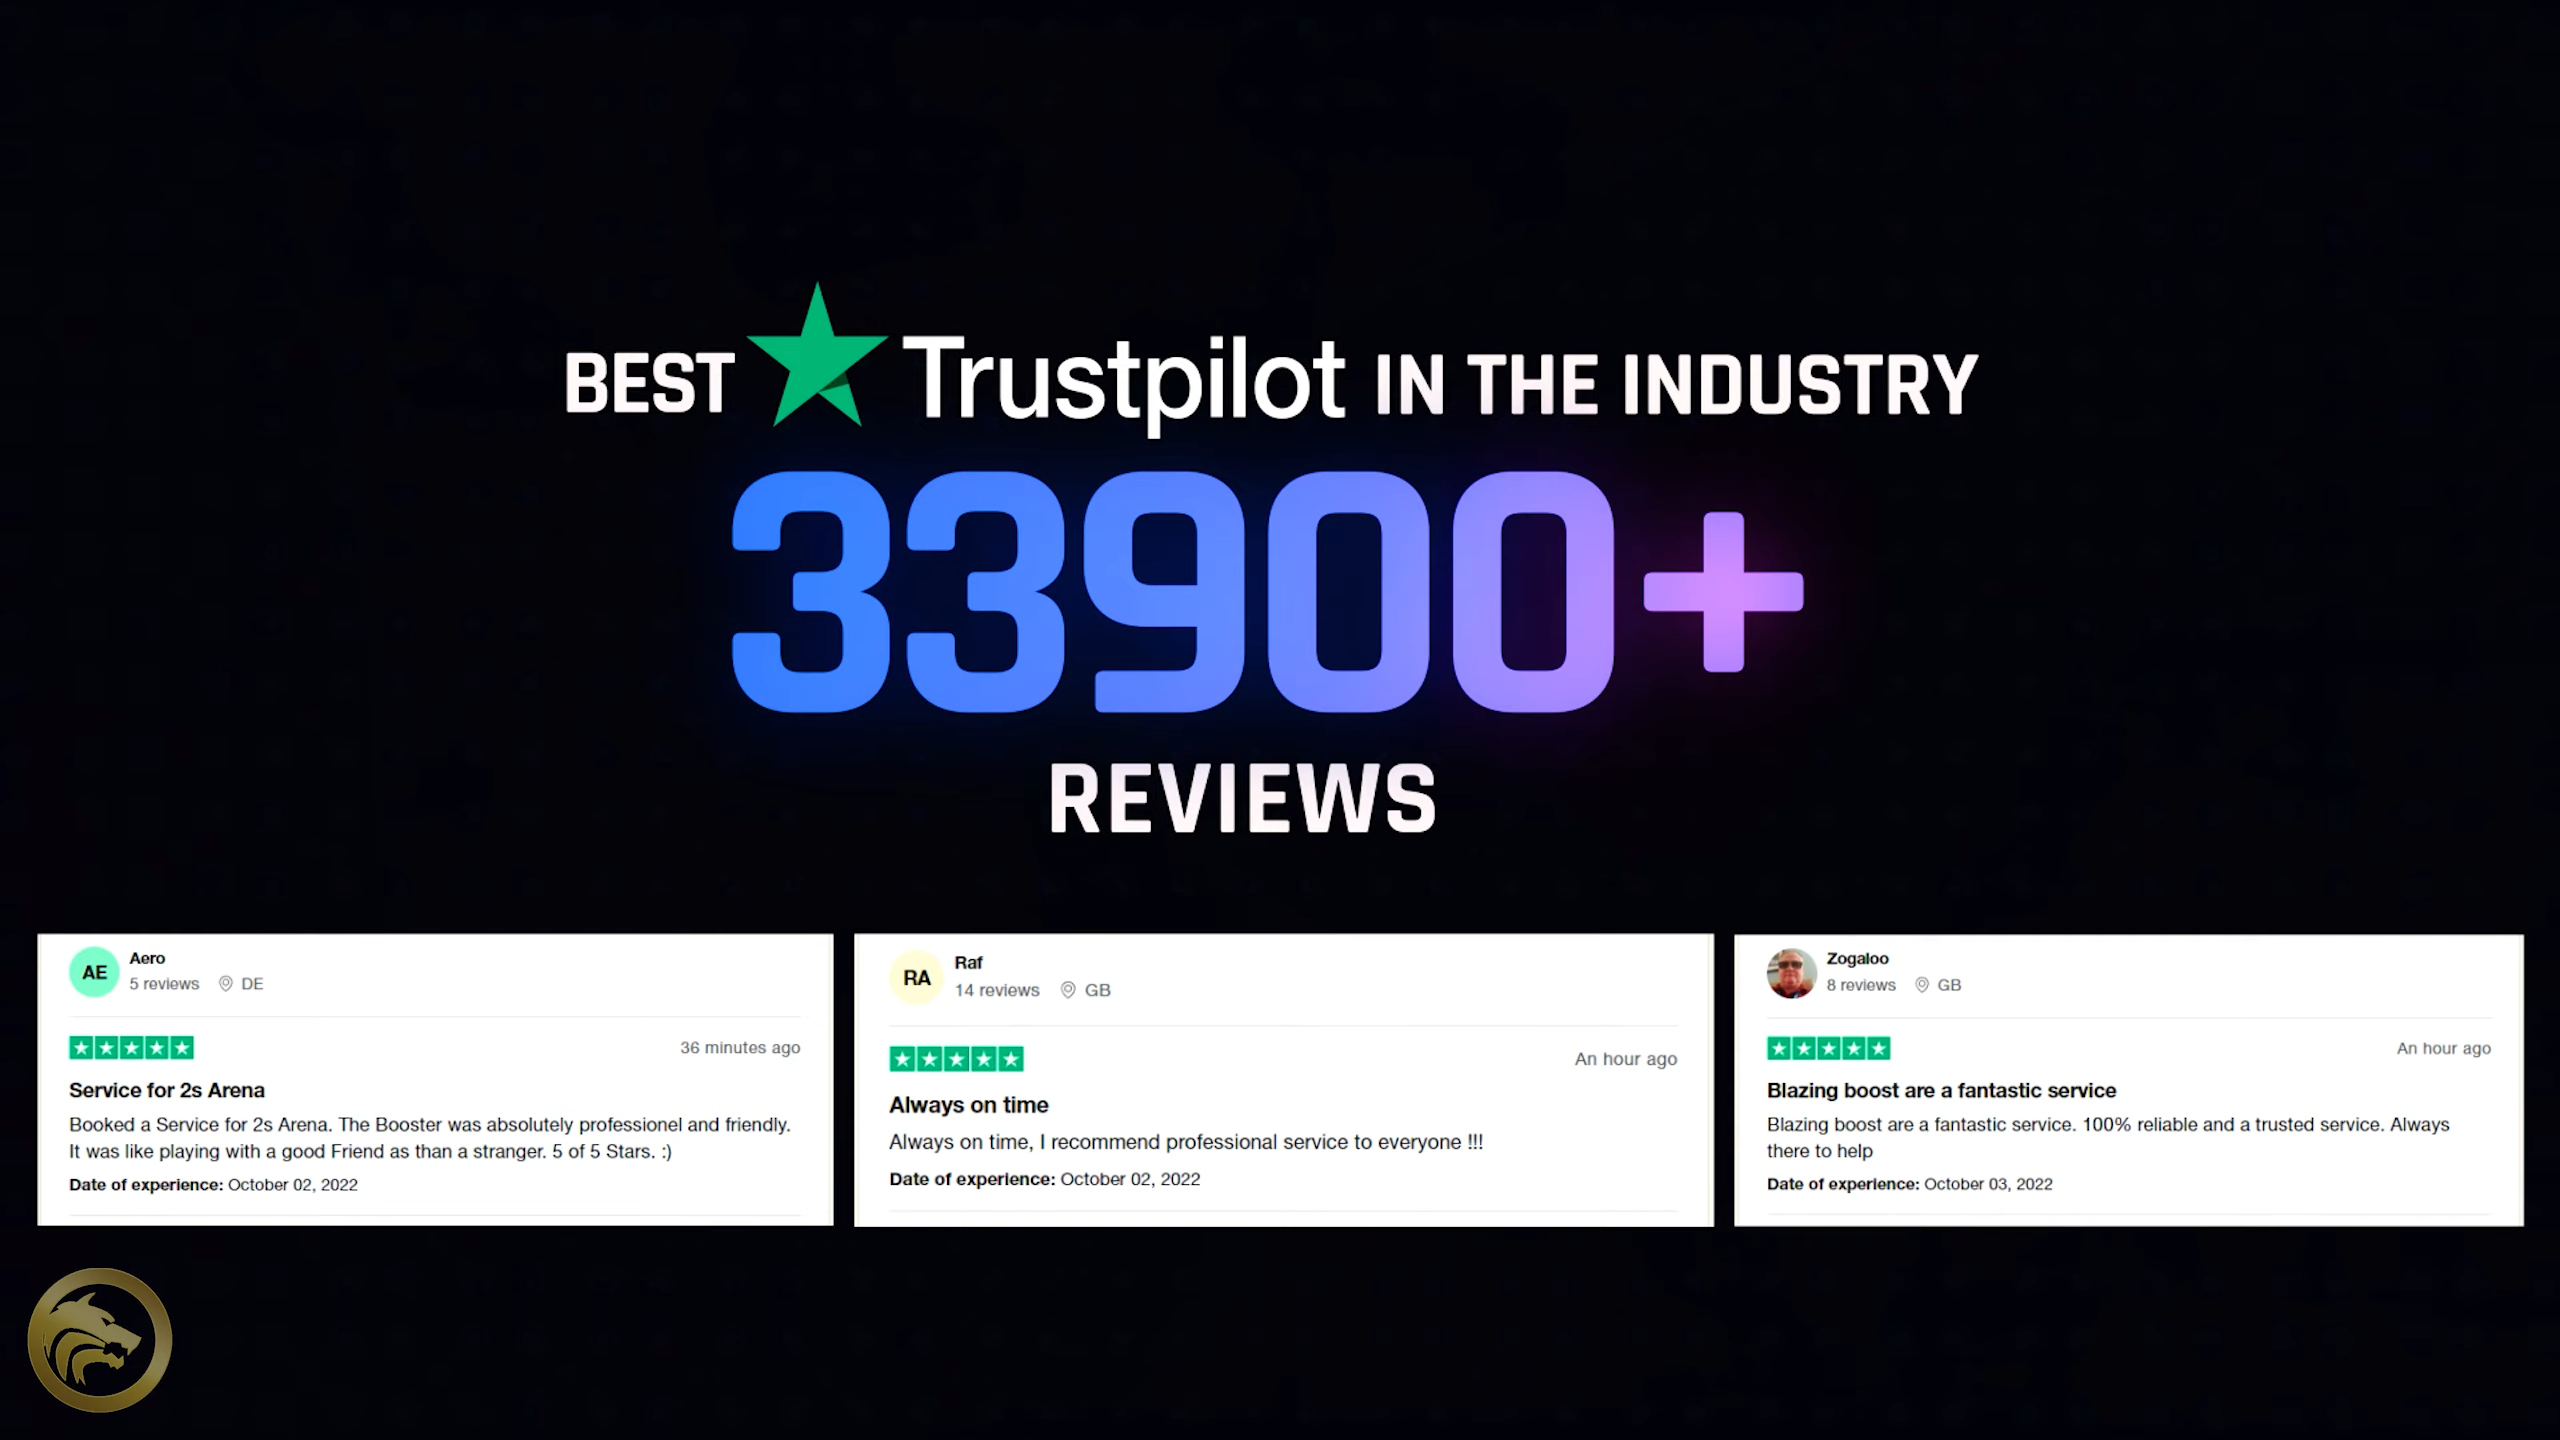 BEST Trustpilot IN THE INDUSTRY
33900+
REVIEWS
AE
Aero
5 reviews DE
36 minutes ago
Service for 2s Arena
Booked a Service for 2s Arena. The Booster was absolutely professionel and friendly.
It was like playing with a good Friend as than a stranger. 5 of 5 Stars. :)
Date of experience: October 02, 2022
RA
Raf
14 reviews GB
An hour ago
Always on time
Always on time, I recommend professional service to everyone !!!
Date of experience: October 02, 2022
Zogaloo
8 reviews GB
An hour ago
Blazing boost are a fantastic service
Blazing boost are a fantastic service. 100% reliable and a trusted service. Always
there to help
Date of experience: October 03, 2022